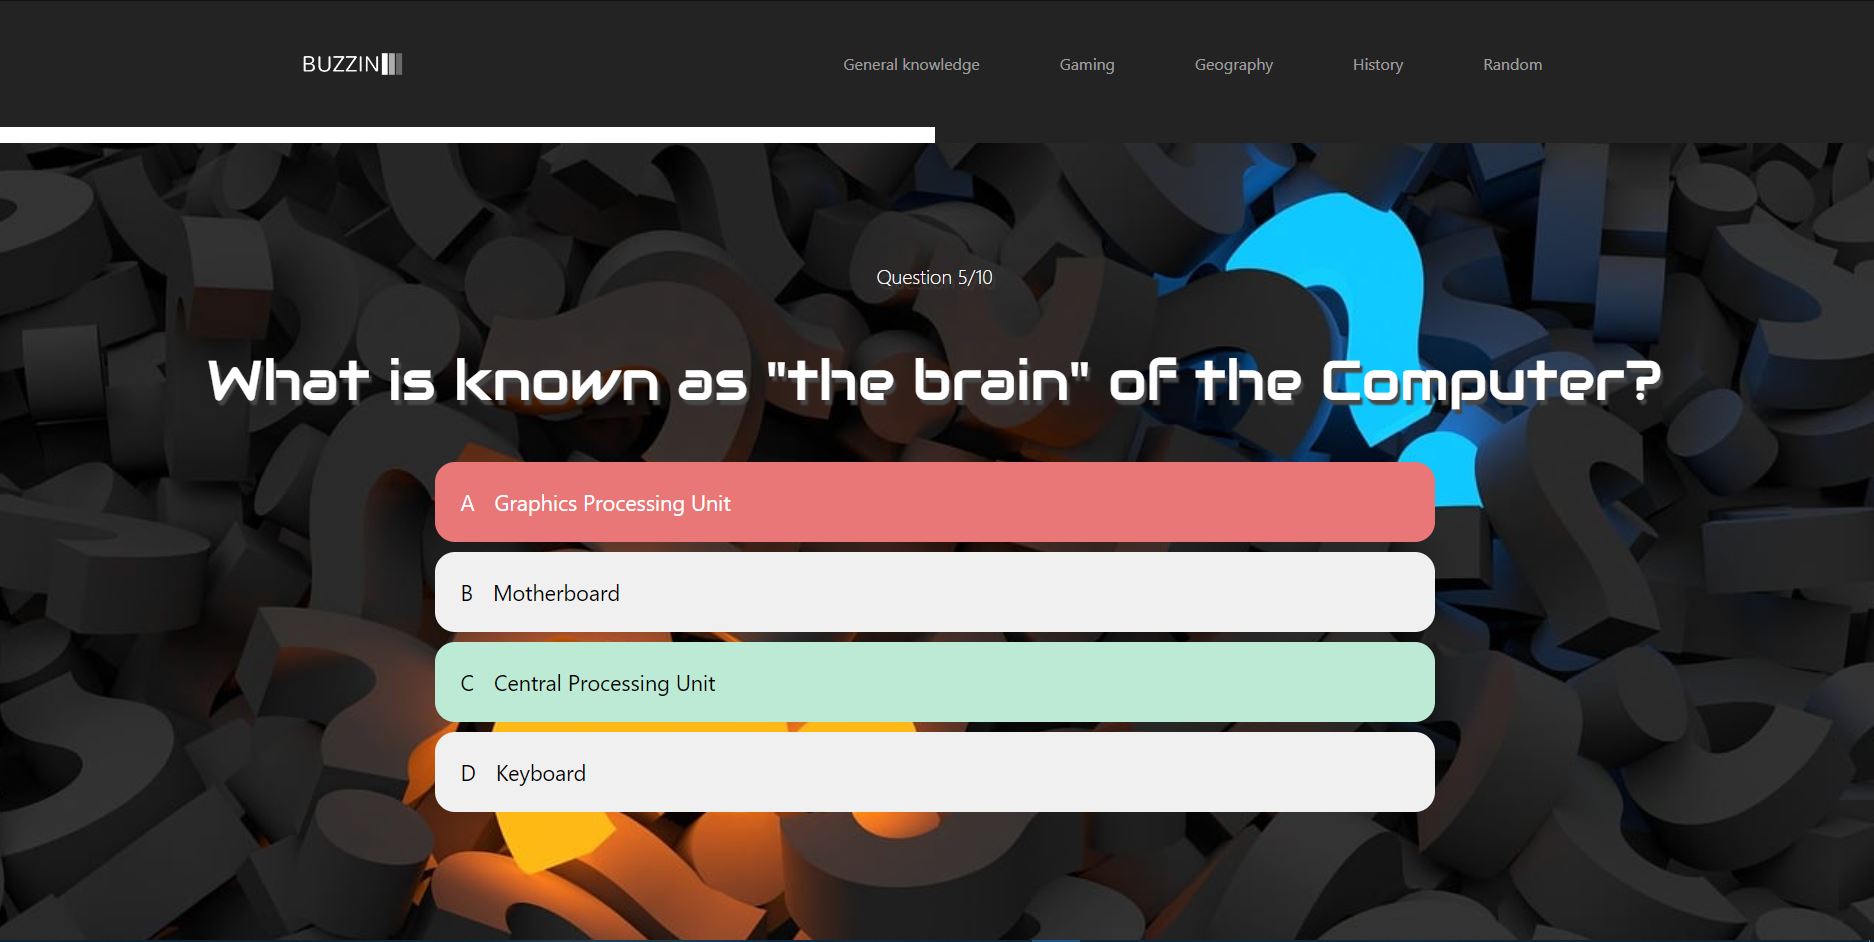 BUZZIN
General knowledge Gaming Geography History Random
Question 5/10
What is known as "the brain" of the Computer?
A Graphics Processing Unit
B Motherboard
C Central Processing Unit
D Keyboard